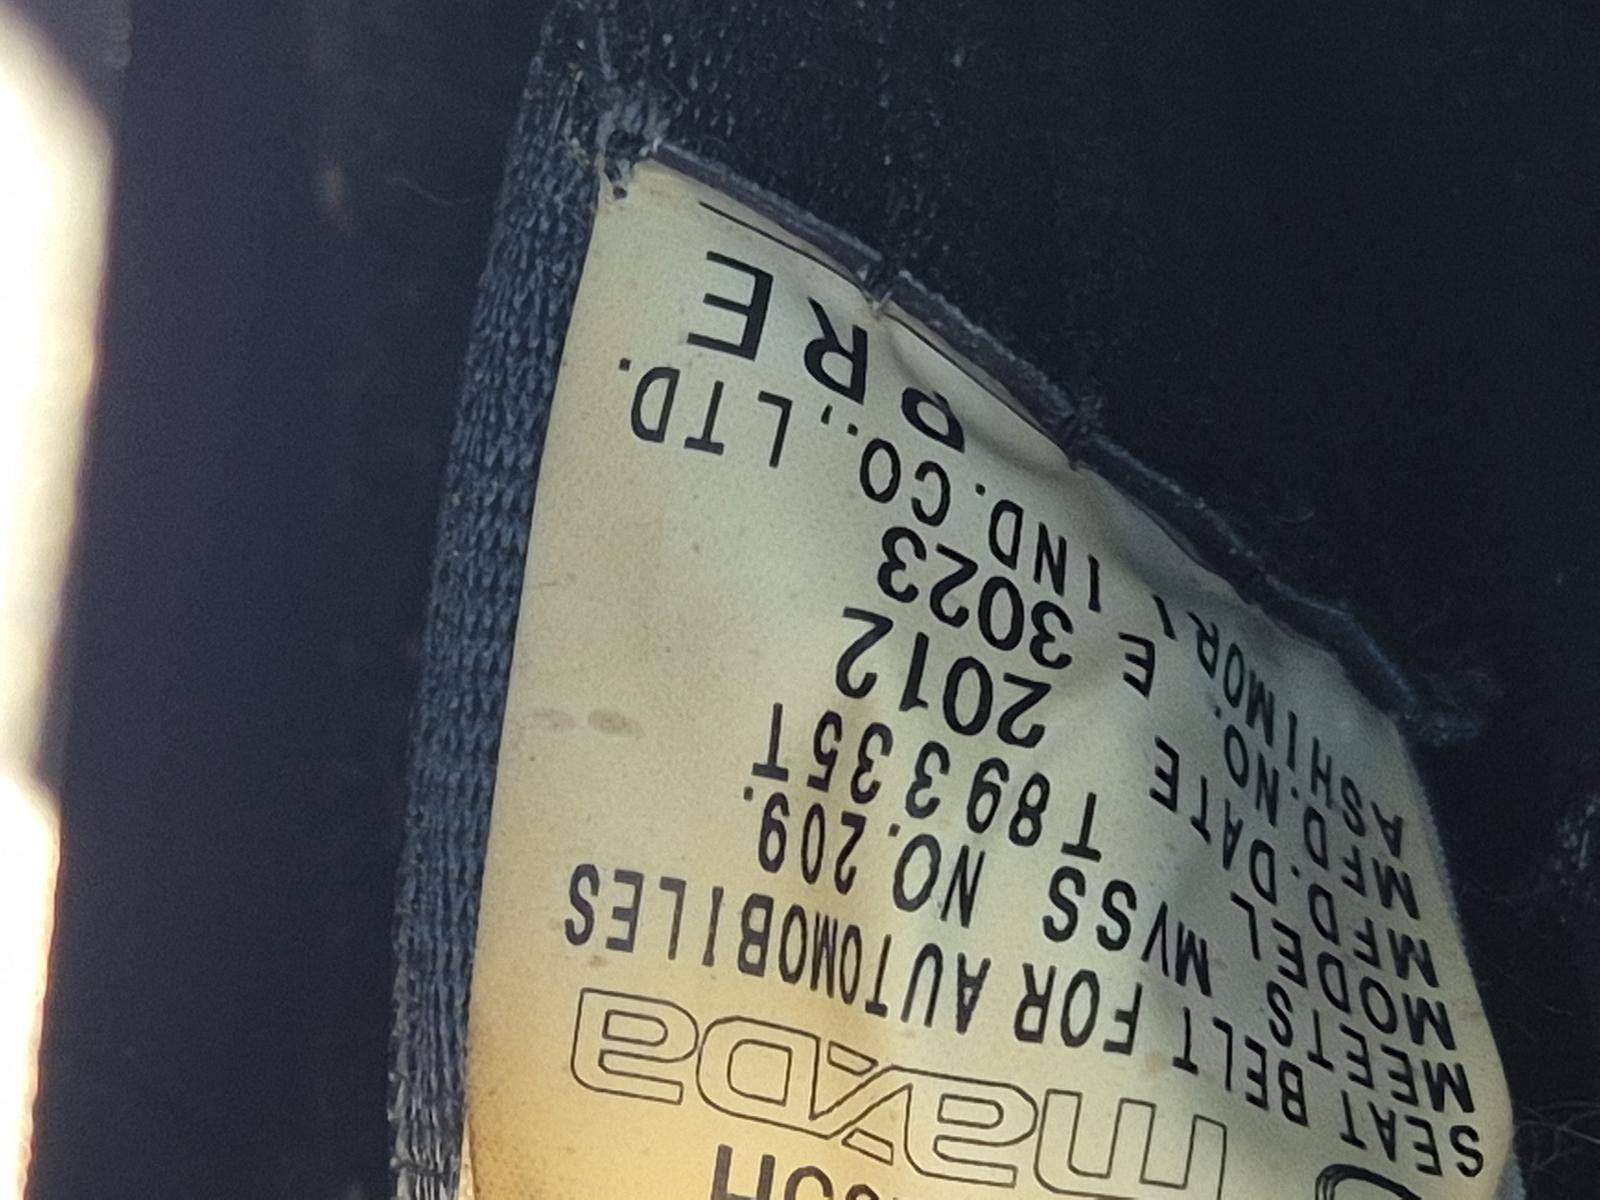 mazda
SEAT BELT FOR AUTOMOBILES
MEETS MVSS NO.209.
MODEL T89335T
MFD.DATE 2012
MFD.NO. E 3023
ASHIMORI IND.CO.,LTD.